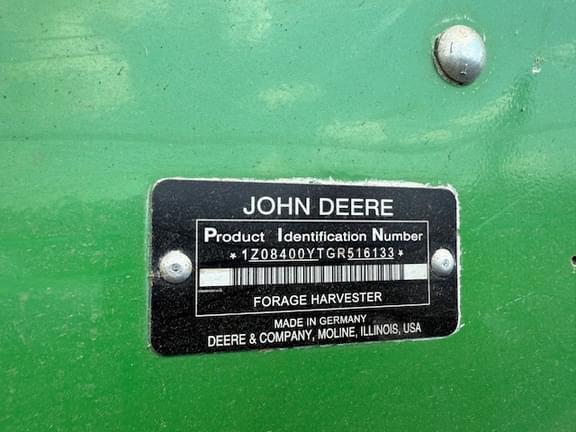 JOHN DEERE
Product Identification Number
*1Z08400YTGR516133*
FORAGE HARVESTER
MADE IN GERMANY
DEERE & COMPANY, MOLINE, ILLINOIS, USA